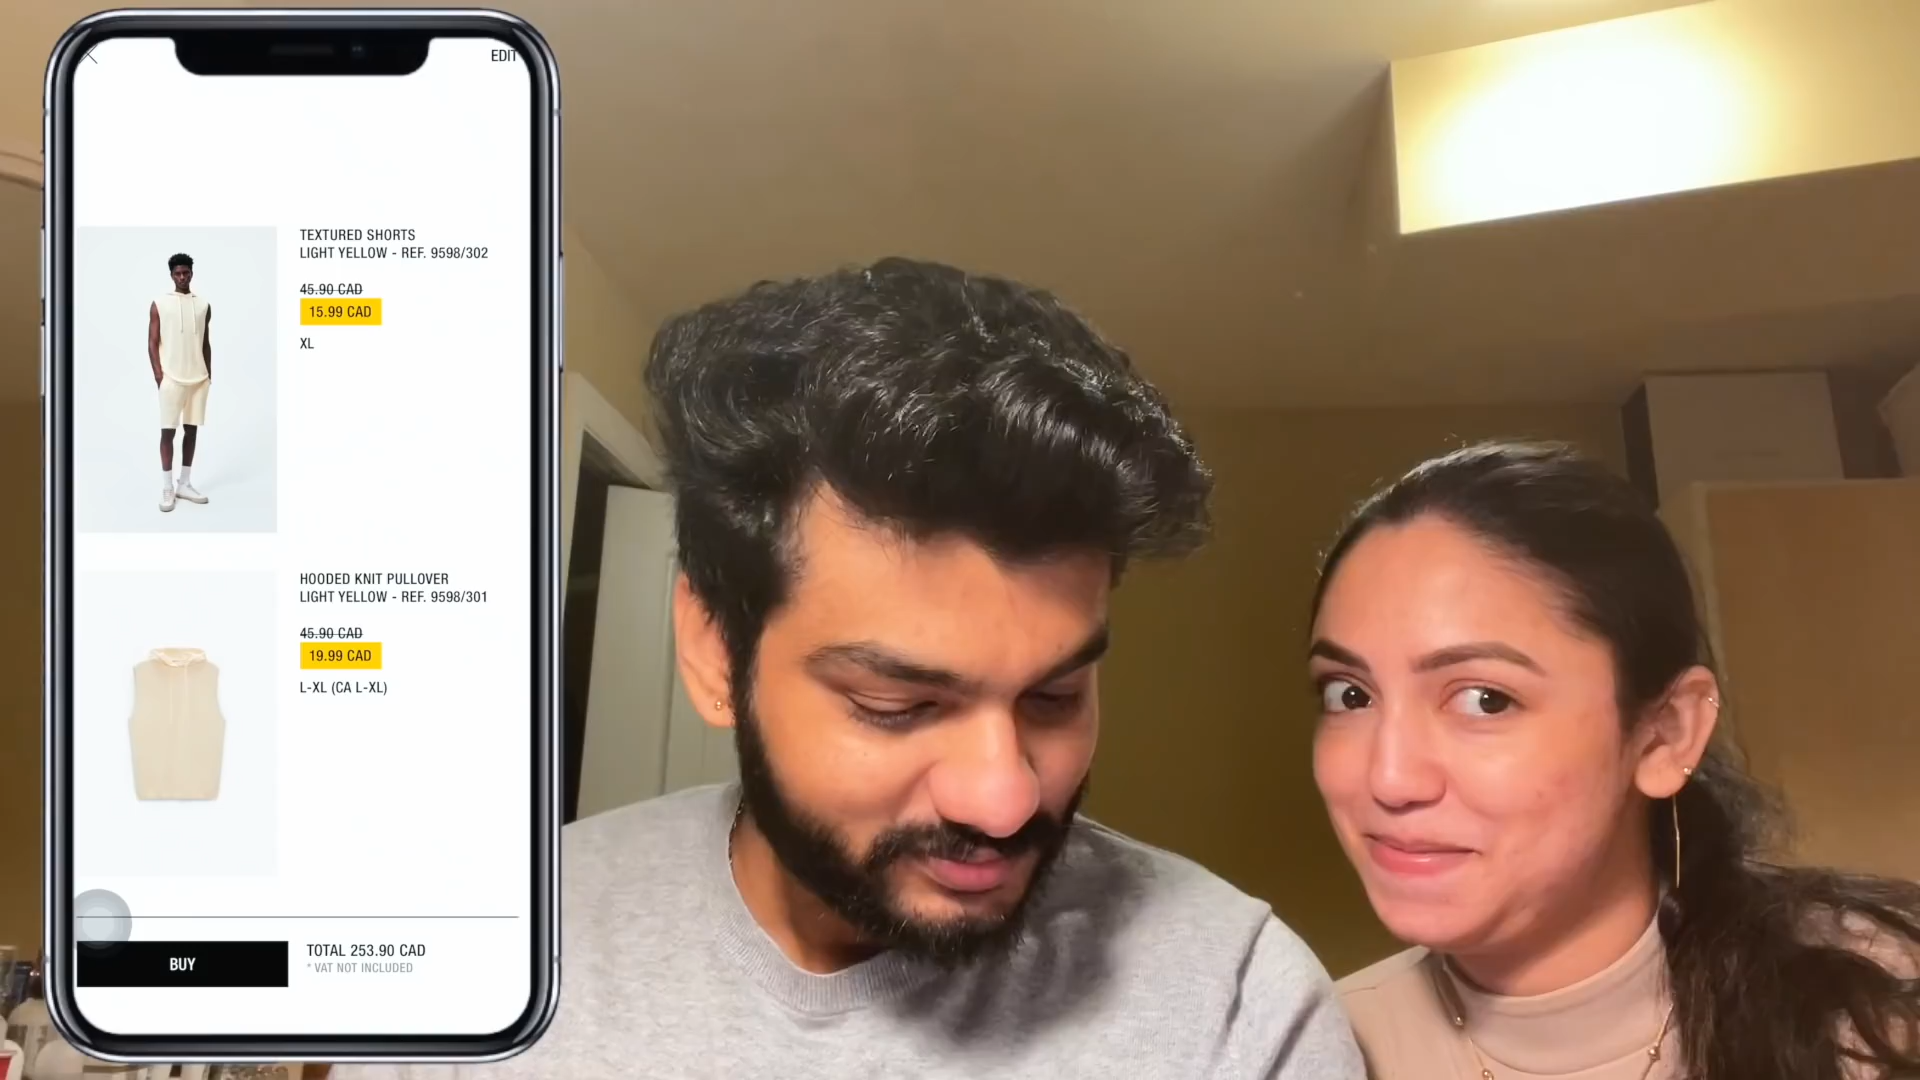 EDIT
TEXTURED SHORTS
LIGHT YELLOW - REF. 9598/302
45.90 CAD
15.99 CAD
XL
HOODED KNIT PULLOVER
LIGHT YELLOW - REF. 9598/301
45.90 CAD
19.99 CAD
L-XL (CA L-XL)
BUY
TOTAL 253.90 CAD
* VAT NOT INCLUDED